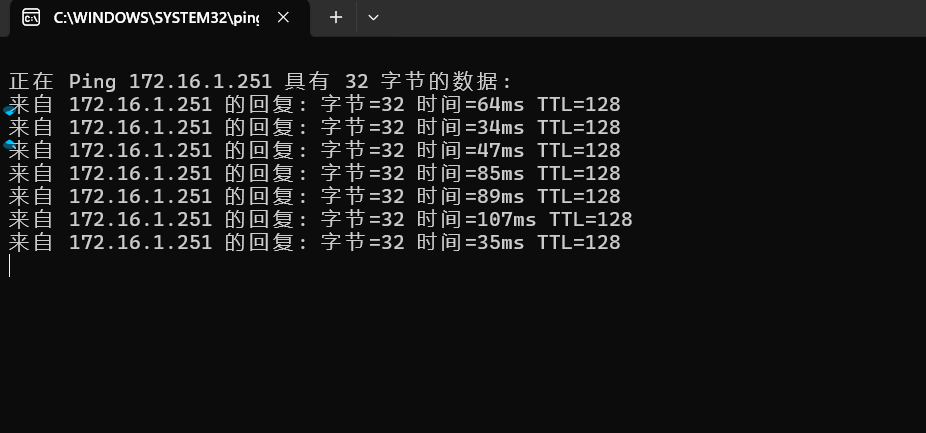 C:\WINDOWS\SYSTEM32\ping
正在 Ping 172.16.1.251 具有 32 字节的数据:
来自 172.16.1.251 的回复: 字节=32 时间=64ms TTL=128
来自 172.16.1.251 的回复: 字节=32 时间=34ms TTL=128
来自 172.16.1.251 的回复: 字节=32 时间=47ms TTL=128
来自 172.16.1.251 的回复: 字节=32 时间=85ms TTL=128
来自 172.16.1.251 的回复: 字节=32 时间=89ms TTL=128
来自 172.16.1.251 的回复: 字节=32 时间=107ms TTL=128
来自 172.16.1.251 的回复: 字节=32 时间=35ms TTL=128